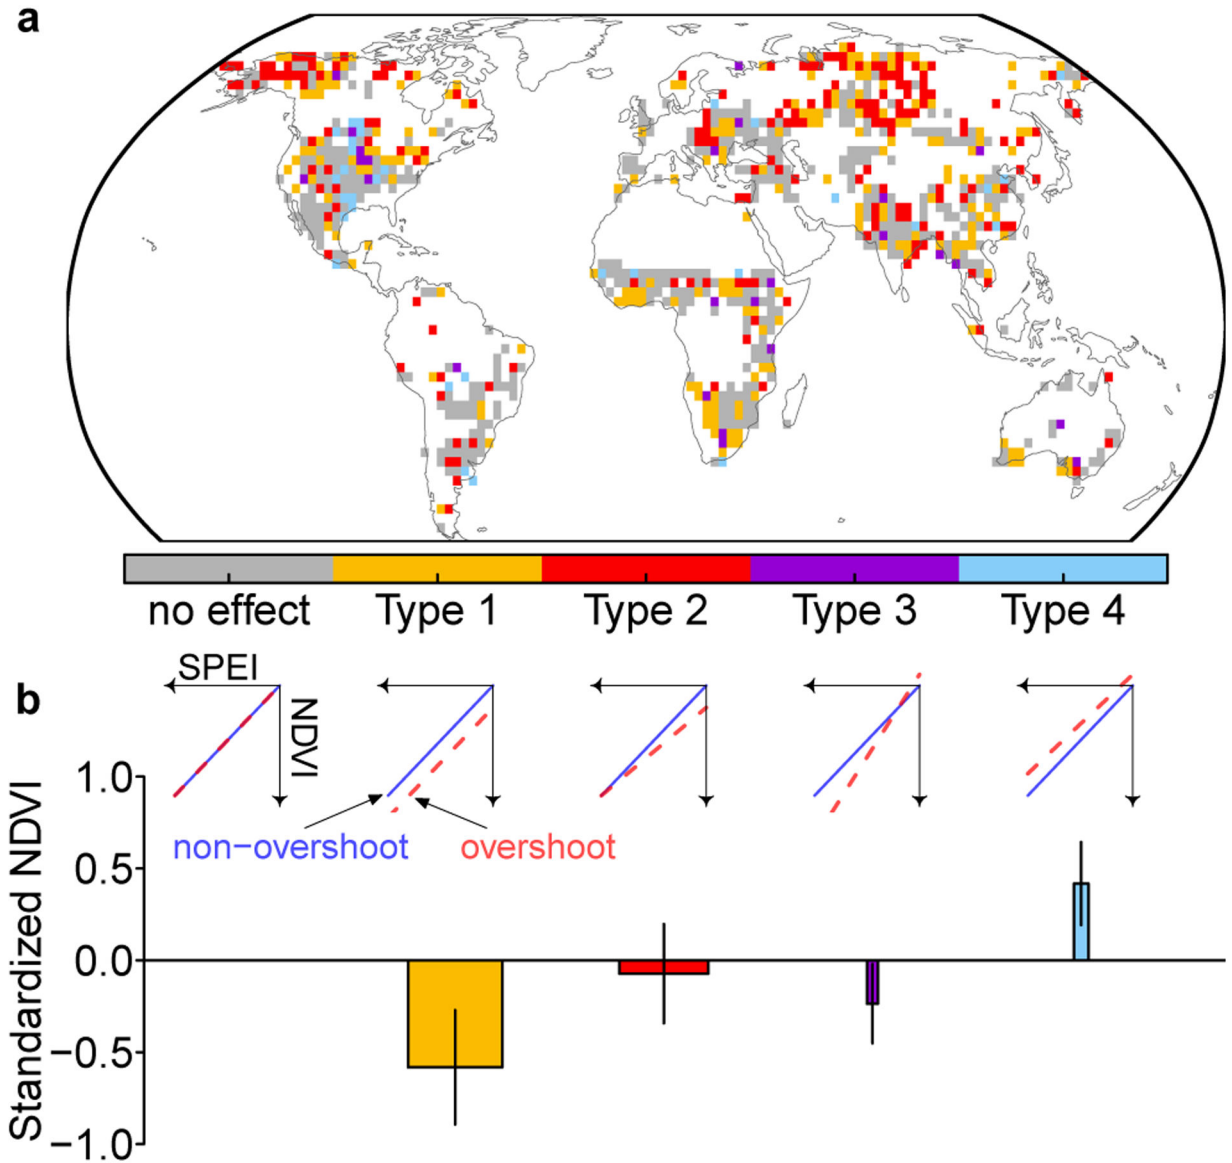 a
no effect Type 1 Type 2 Type 3 Type 4
b
SPEI
NDVI
non−overshoot overshoot
Standardized NDVI
1.0
0.5
0.0
−0.5
−1.0